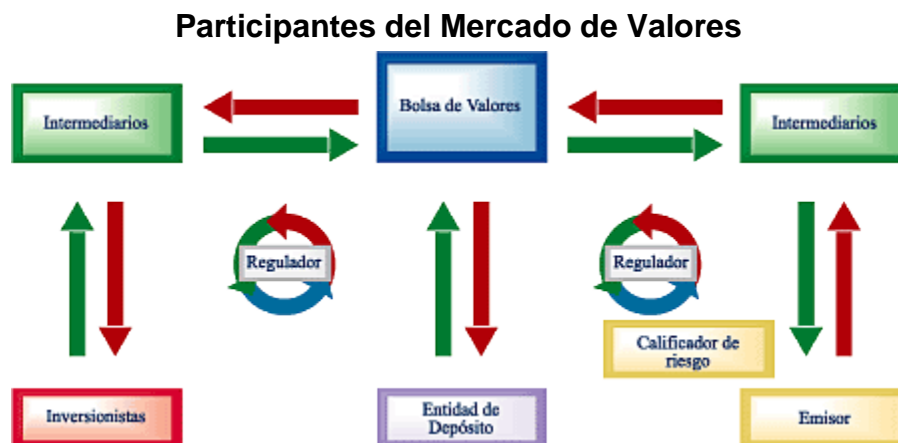 Participantes del Mercado de Valores
Intermediarios
Bolsa de Valores
Intermediarios
Regulador
Regulador
Calificador de
riesgo
Inversionistas
Entidad de
Depósito
Emisor